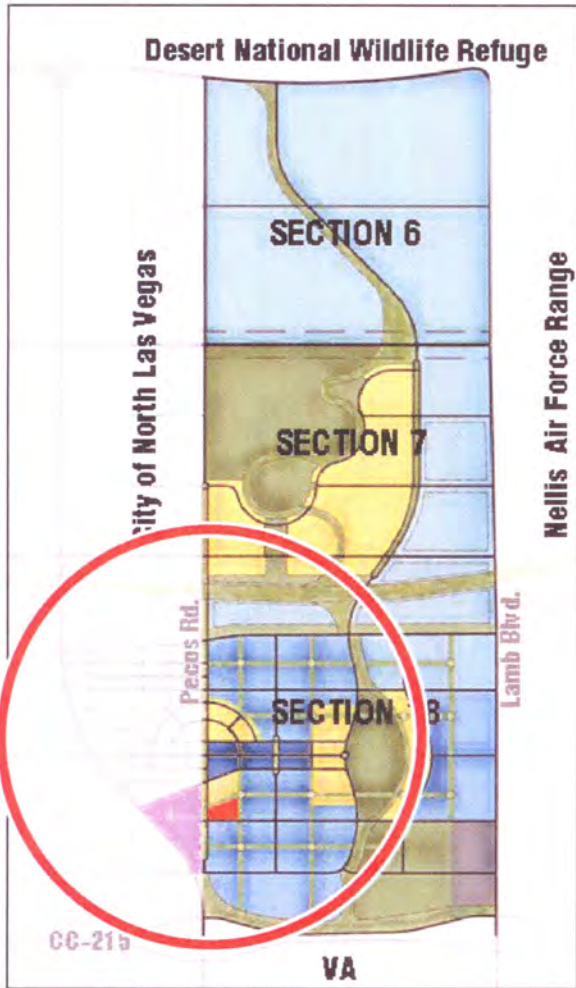 Desert National Wildlife Refuge
SECTION 6
City of North Las Vegas
Nellis Air Force Range
SECTION 7
Pecos Rd.
Lamb Blvd.
SECTION 18
CC-215
VA